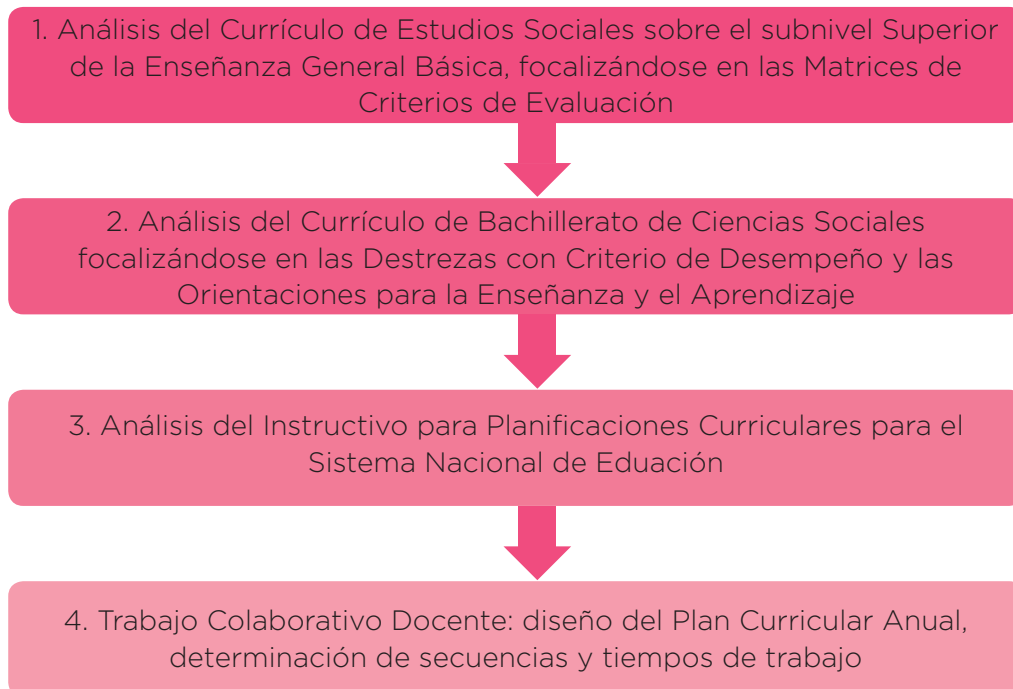 1. Análisis del Currículo de Estudios Sociales sobre el subnivel Superior
de la Enseñanza General Básica, focalizándose en las Matrices de
Criterios de Evaluación
2. Análisis del Currículo de Bachillerato de Ciencias Sociales
focalizándose en las Destrezas con Criterio de Desempeño y las
Orientaciones para la Enseñanza y el Aprendizaje
3. Análisis del Instructivo para Planificaciones Curriculares para el
Sistema Nacional de Eduación
4. Trabajo Colaborativo Docente: diseño del Plan Curricular Anual,
determinación de secuencias y tiempos de trabajo